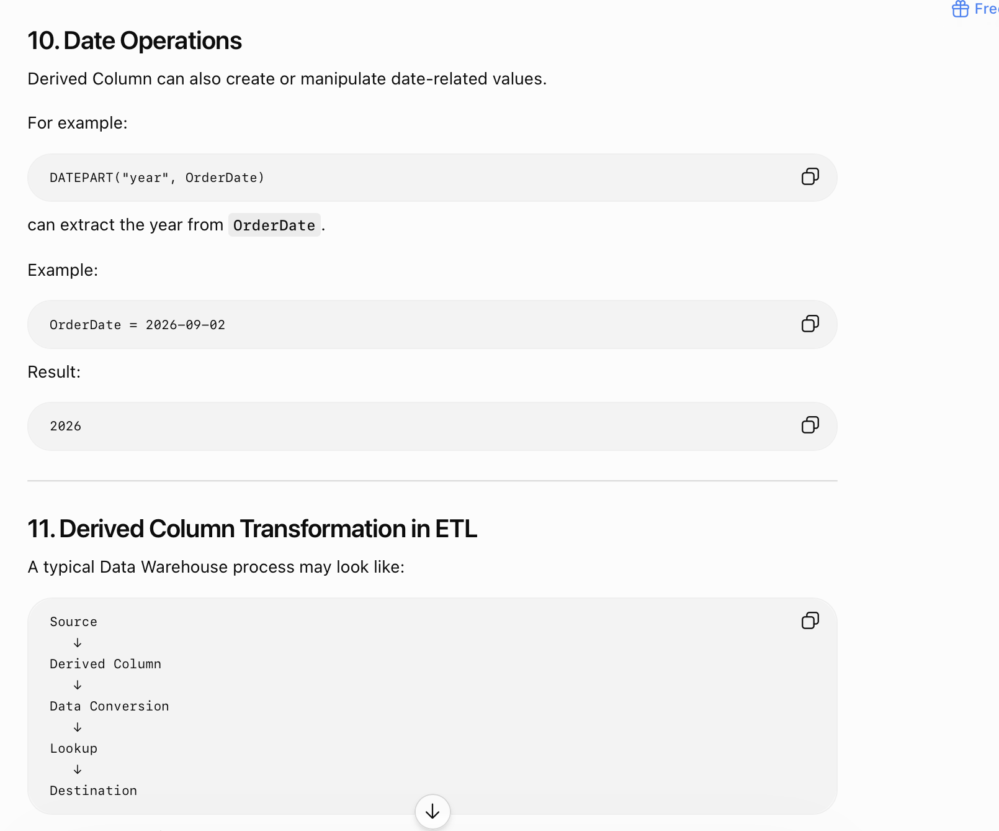 Fre
10. Date Operations
Derived Column can also create or manipulate date-related values.
For example:
DATEPART("year", OrderDate)
can extract the year from OrderDate.
Example:
OrderDate = 2026-09-02
Result:
2026
11. Derived Column Transformation in ETL
A typical Data Warehouse process may look like:
Source
↓
Derived Column
↓
Data Conversion
↓
Lookup
↓
Destination